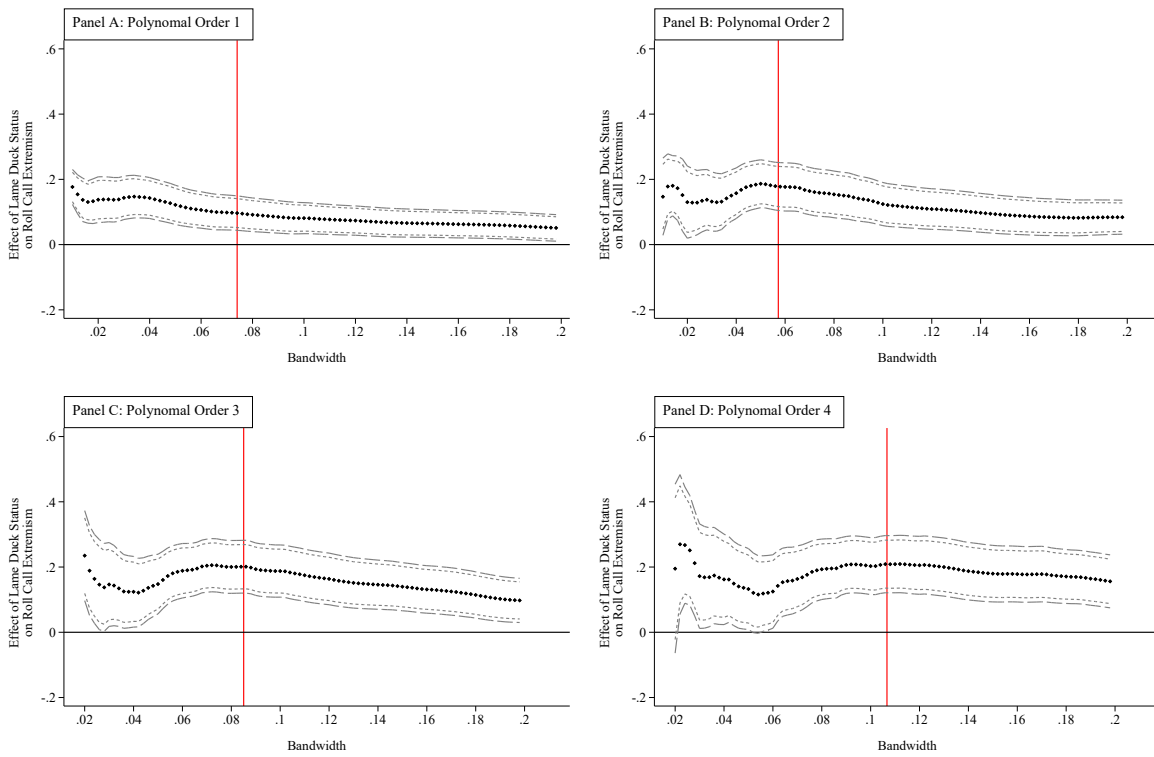 Panel A: Polynomal Order 1
.6
.4
.2
0
-.2
Effect of Lame Duck Status
on Roll Call Extremism
.02 .04 .06 .08 .1 .12 .14 .16 .18 .2
Bandwidth
Panel B: Polynomal Order 2
.6
.4
.2
0
-.2
Effect of Lame Duck Status
on Roll Call Extremism
.02 .04 .06 .08 .1 .12 .14 .16 .18 .2
Bandwidth
Panel C: Polynomal Order 3
.6
.4
.2
0
-.2
Effect of Lame Duck Status
on Roll Call Extremism
.02 .04 .06 .08 .1 .12 .14 .16 .18 .2
Bandwidth
Panel D: Polynomal Order 4
.6
.4
.2
0
-.2
Effect of Lame Duck Status
on Roll Call Extremism
.02 .04 .06 .08 .1 .12 .14 .16 .18 .2
Bandwidth